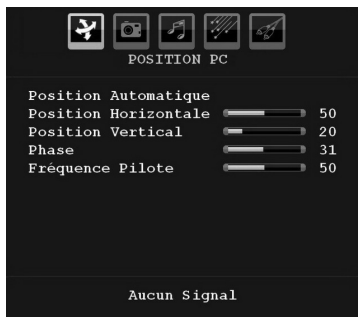 POSITION PC
Position Automatique
Position Horizontale 50
Position Vertical 20
Phase 31
Fréquence Pilote 50
Aucun Signal